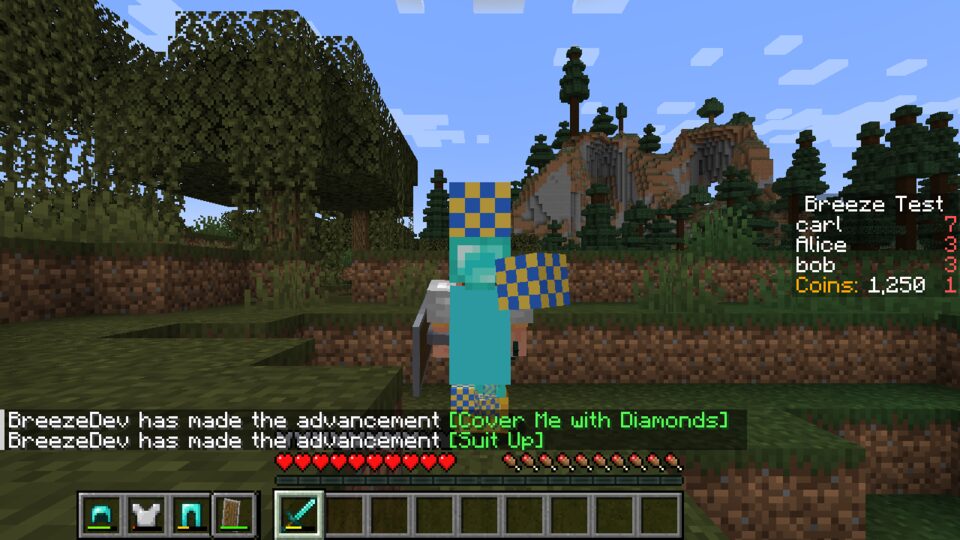 Breeze Test
carl 7
Alice 3
bob 3
Coins: 1,250 1
BreezeDev has made the advancement [Cover Me with Diamonds]
BreezeDev has made the advancement [Suit Up]